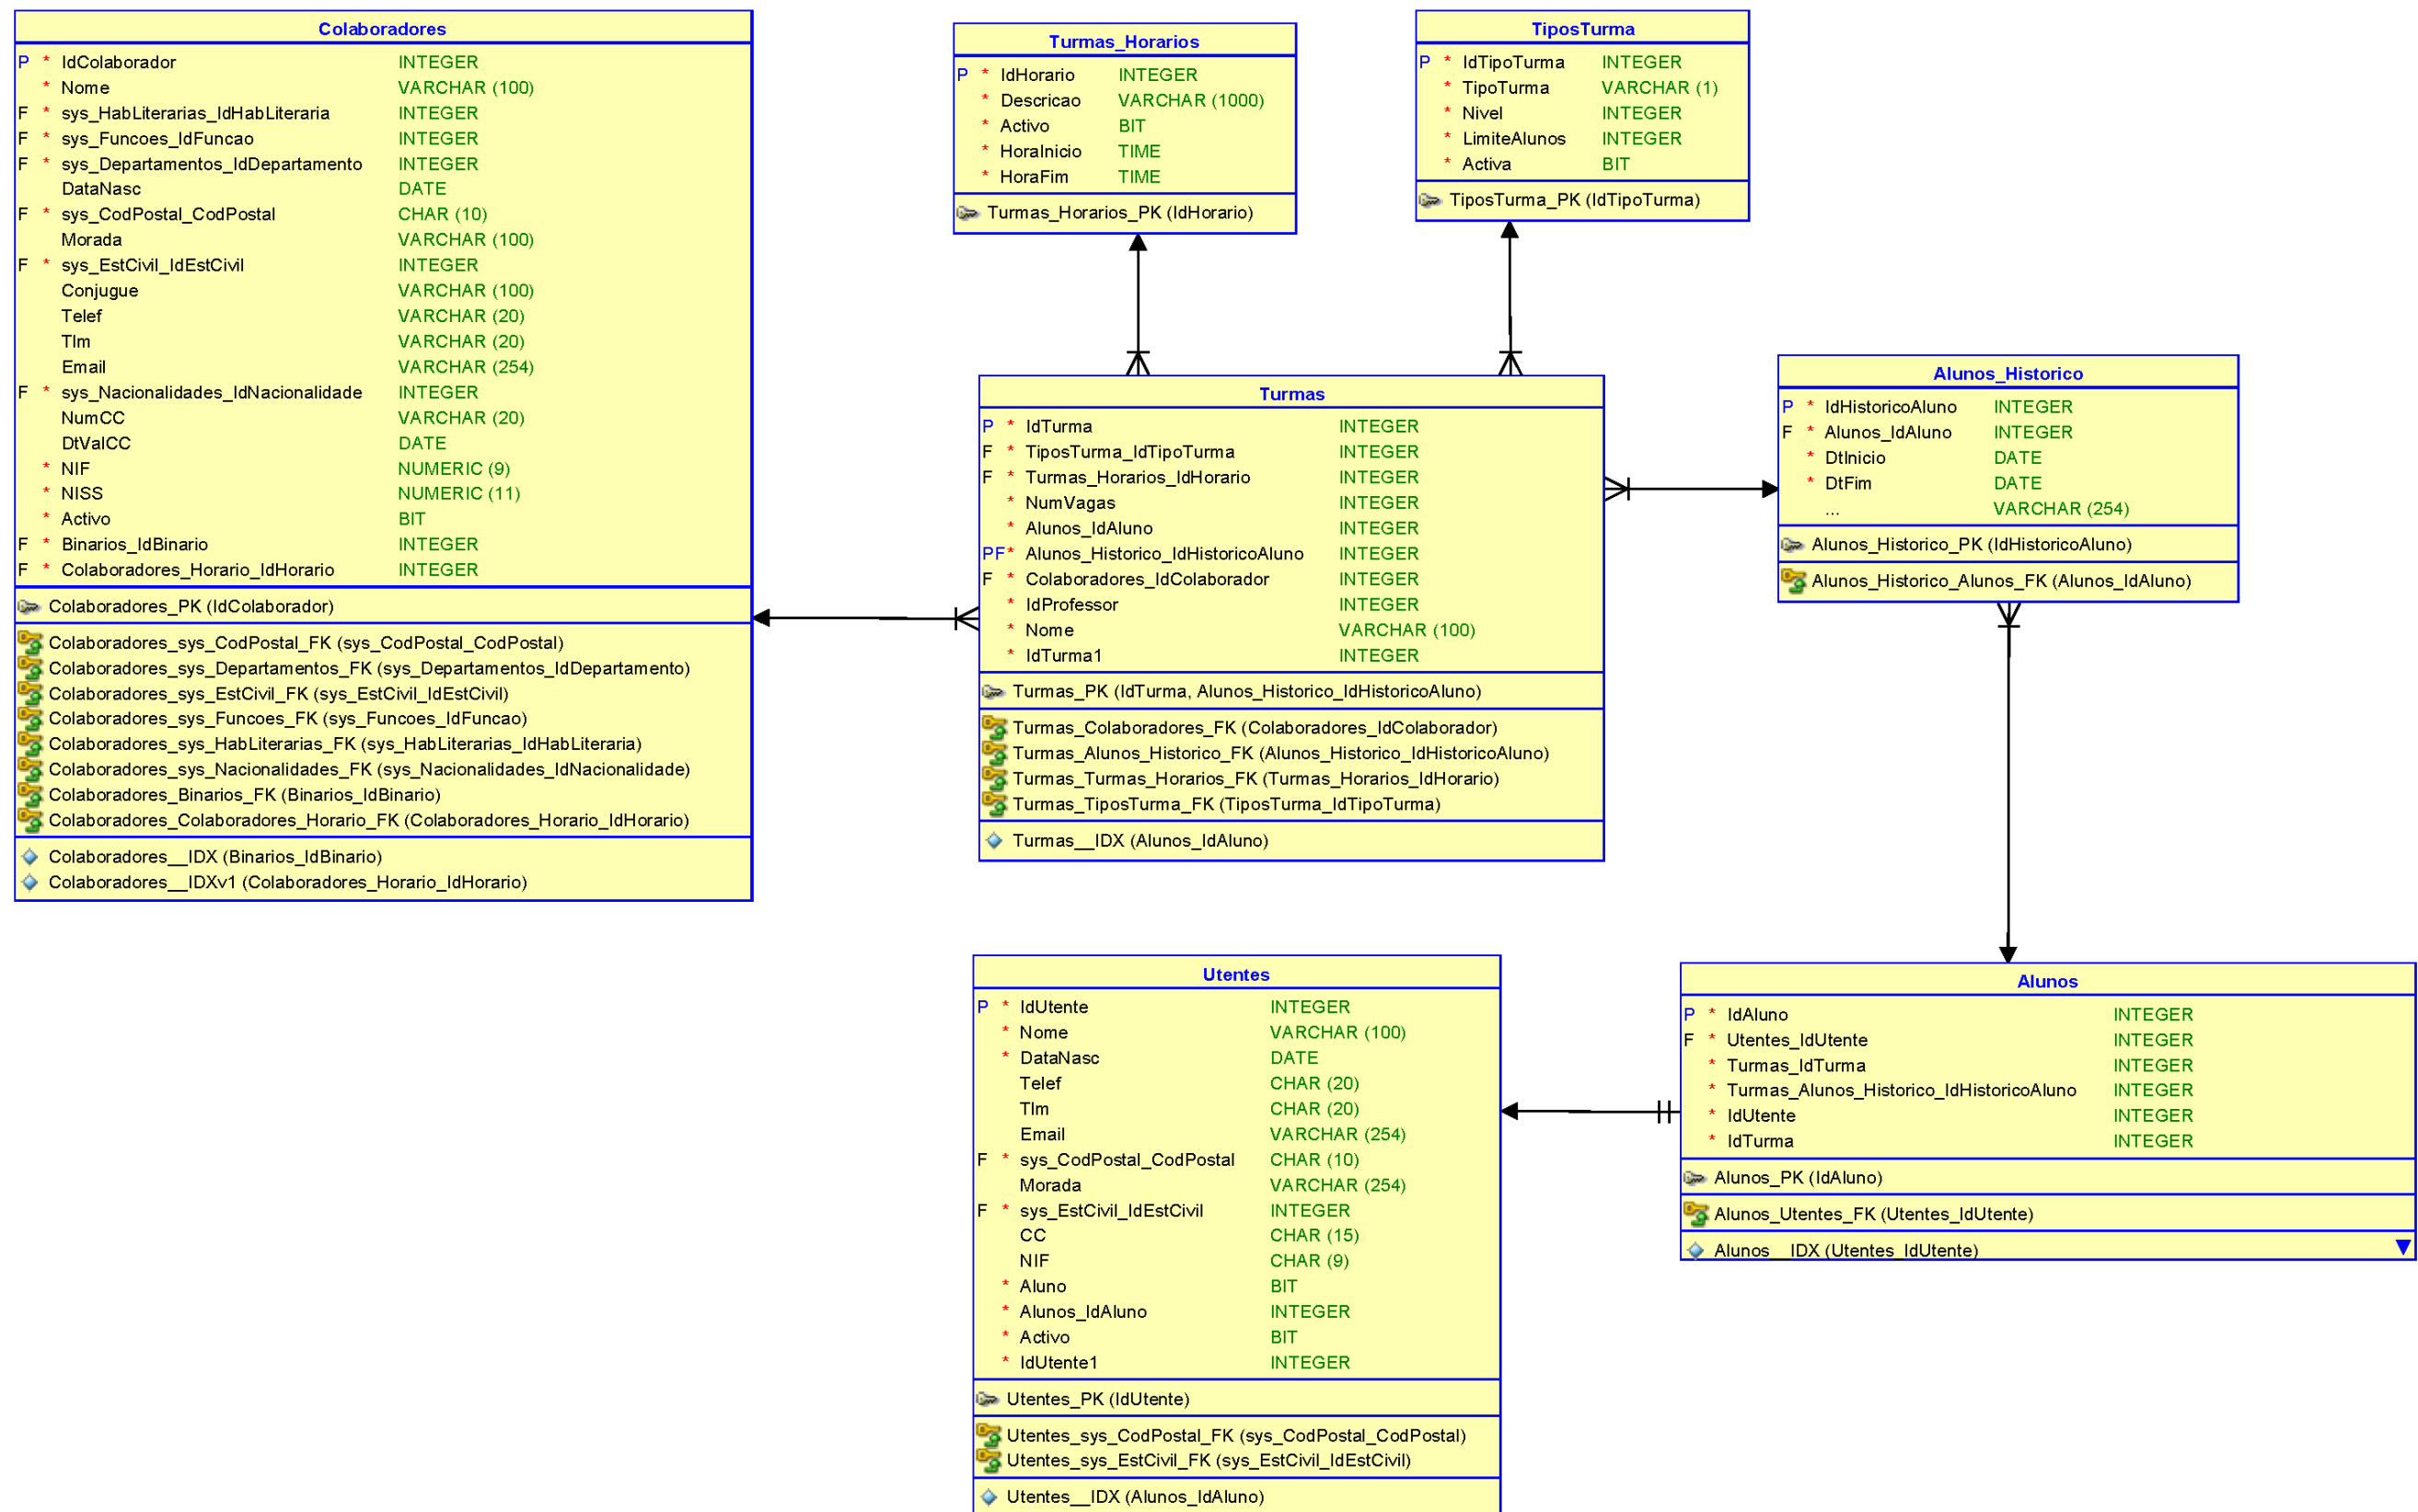 Colaboradores
P * IdColaborador INTEGER
* Nome VARCHAR (100)
F * sys_HabLiterarias_IdHabLiteraria INTEGER
F * sys_Funcoes_IdFuncao INTEGER
F * sys_Departamentos_IdDepartamento INTEGER
DataNasc DATE
F * sys_CodPostal_CodPostal CHAR (10)
Morada VARCHAR (100)
F * sys_EstCivil_IdEstCivil INTEGER
Conjugue VARCHAR (100)
Telef VARCHAR (20)
Tlm VARCHAR (20)
Email VARCHAR (254)
F * sys_Nacionalidades_IdNacionalidade INTEGER
NumCC VARCHAR (20)
DtValCC DATE
* NIF NUMERIC (9)
* NISS NUMERIC (11)
* Activo BIT
F * Binarios_IdBinario INTEGER
F * Colaboradores_Horario_IdHorario INTEGER
Colaboradores_PK (IdColaborador)
Colaboradores_sys_CodPostal_FK (sys_CodPostal_CodPostal)
Colaboradores_sys_Departamentos_FK (sys_Departamentos_IdDepartamento)
Colaboradores_sys_EstCivil_FK (sys_EstCivil_IdEstCivil)
Colaboradores_sys_Funcoes_FK (sys_Funcoes_IdFuncao)
Colaboradores_sys_HabLiterarias_FK (sys_HabLiterarias_IdHabLiteraria)
Colaboradores_sys_Nacionalidades_FK (sys_Nacionalidades_IdNacionalidade)
Colaboradores_Binarios_FK (Binarios_IdBinario)
Colaboradores_Colaboradores_Horario_FK (Colaboradores_Horario_IdHorario)
Colaboradores__IDX (Binarios_IdBinario)
Colaboradores__IDXv1 (Colaboradores_Horario_IdHorario)
Turmas_Horarios
P * IdHorario INTEGER
* Descricao VARCHAR (1000)
* Activo BIT
* HoraInicio TIME
* HoraFim TIME
Turmas_Horarios_PK (IdHorario)
TiposTurma
P * IdTipoTurma INTEGER
* TipoTurma VARCHAR (1)
* Nivel INTEGER
* LimiteAlunos INTEGER
* Activa BIT
TiposTurma_PK (IdTipoTurma)
Turmas
P * IdTurma INTEGER
F * TiposTurma_IdTipoTurma INTEGER
F * Turmas_Horarios_IdHorario INTEGER
* NumVagas INTEGER
* Alunos_IdAluno INTEGER
PF* Alunos_Historico_IdHistoricoAluno INTEGER
F * Colaboradores_IdColaborador INTEGER
* IdProfessor INTEGER
* Nome VARCHAR (100)
* IdTurma1 INTEGER
Turmas_PK (IdTurma, Alunos_Historico_IdHistoricoAluno)
Turmas_Colaboradores_FK (Colaboradores_IdColaborador)
Turmas_Alunos_Historico_FK (Alunos_Historico_IdHistoricoAluno)
Turmas_Turmas_Horarios_FK (Turmas_Horarios_IdHorario)
Turmas_TiposTurma_FK (TiposTurma_IdTipoTurma)
Turmas__IDX (Alunos_IdAluno)
Alunos_Historico
P * IdHistoricoAluno INTEGER
F * Alunos_IdAluno INTEGER
* DtInicio DATE
* DtFim DATE
... VARCHAR (254)
Alunos_Historico_PK (IdHistoricoAluno)
Alunos_Historico_Alunos_FK (Alunos_IdAluno)
Utentes
P * IdUtente INTEGER
* Nome VARCHAR (100)
* DataNasc DATE
Telef CHAR (20)
Tlm CHAR (20)
Email VARCHAR (254)
F * sys_CodPostal_CodPostal CHAR (10)
Morada VARCHAR (254)
F * sys_EstCivil_IdEstCivil INTEGER
CC CHAR (15)
NIF CHAR (9)
* Aluno BIT
* Alunos_IdAluno INTEGER
* Activo BIT
* IdUtente1 INTEGER
Utentes_PK (IdUtente)
Utentes_sys_CodPostal_FK (sys_CodPostal_CodPostal)
Utentes_sys_EstCivil_FK (sys_EstCivil_IdEstCivil)
Utentes__IDX (Alunos_IdAluno)
Alunos
P * IdAluno INTEGER
F * Utentes_IdUtente INTEGER
* Turmas_IdTurma INTEGER
* Turmas_Alunos_Historico_IdHistoricoAluno INTEGER
* IdUtente INTEGER
* IdTurma INTEGER
Alunos_PK (IdAluno)
Alunos_Utentes_FK (Utentes_IdUtente)
Alunos__IDX (Utentes_IdUtente)